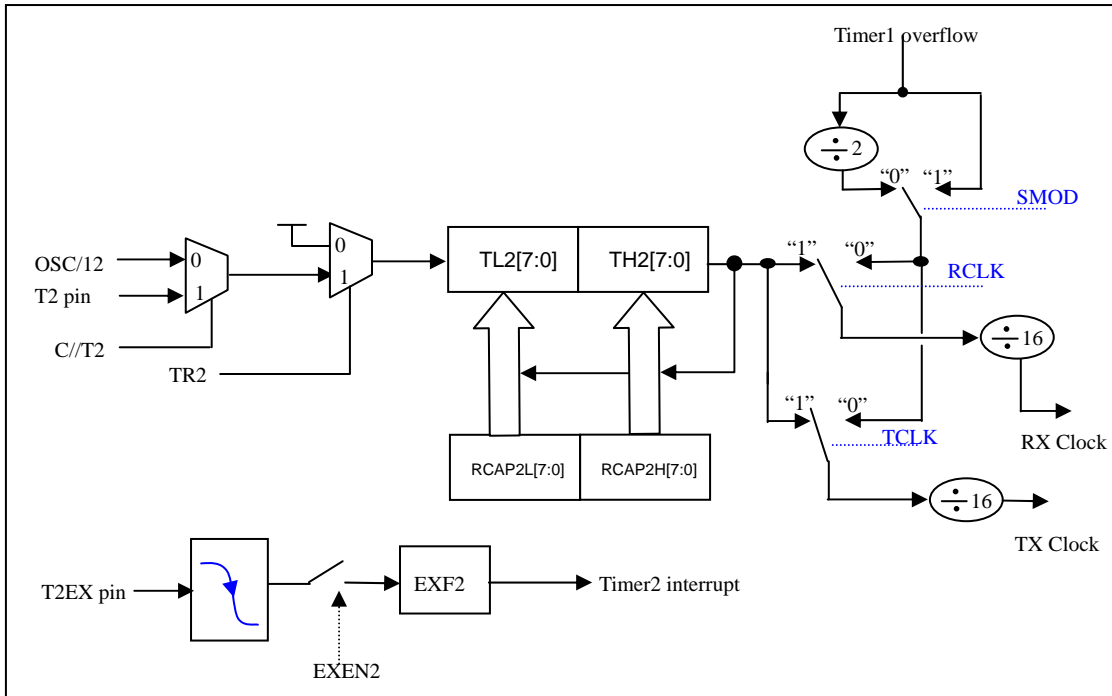 Timer1 overflow
÷ 2
“0” “1”
SMOD
OSC/12
0
T2 pin
1
C//T2
0
1
TR2
TL2[7:0]
TH2[7:0]
“1” “0”
RCLK
÷ 16
RX Clock
RCAP2L[7:0]
RCAP2H[7:0]
“1” “0”
TCLK
÷ 16
TX Clock
T2EX pin
EXF2
Timer2 interrupt
EXEN2